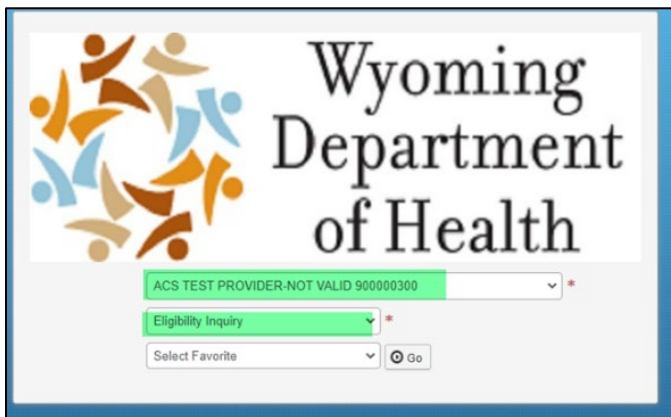 Wyoming
Department
of Health
ACS TEST PROVIDER-NOT VALID 900000300 *
Eligibility Inquiry *
Select Favorite Go